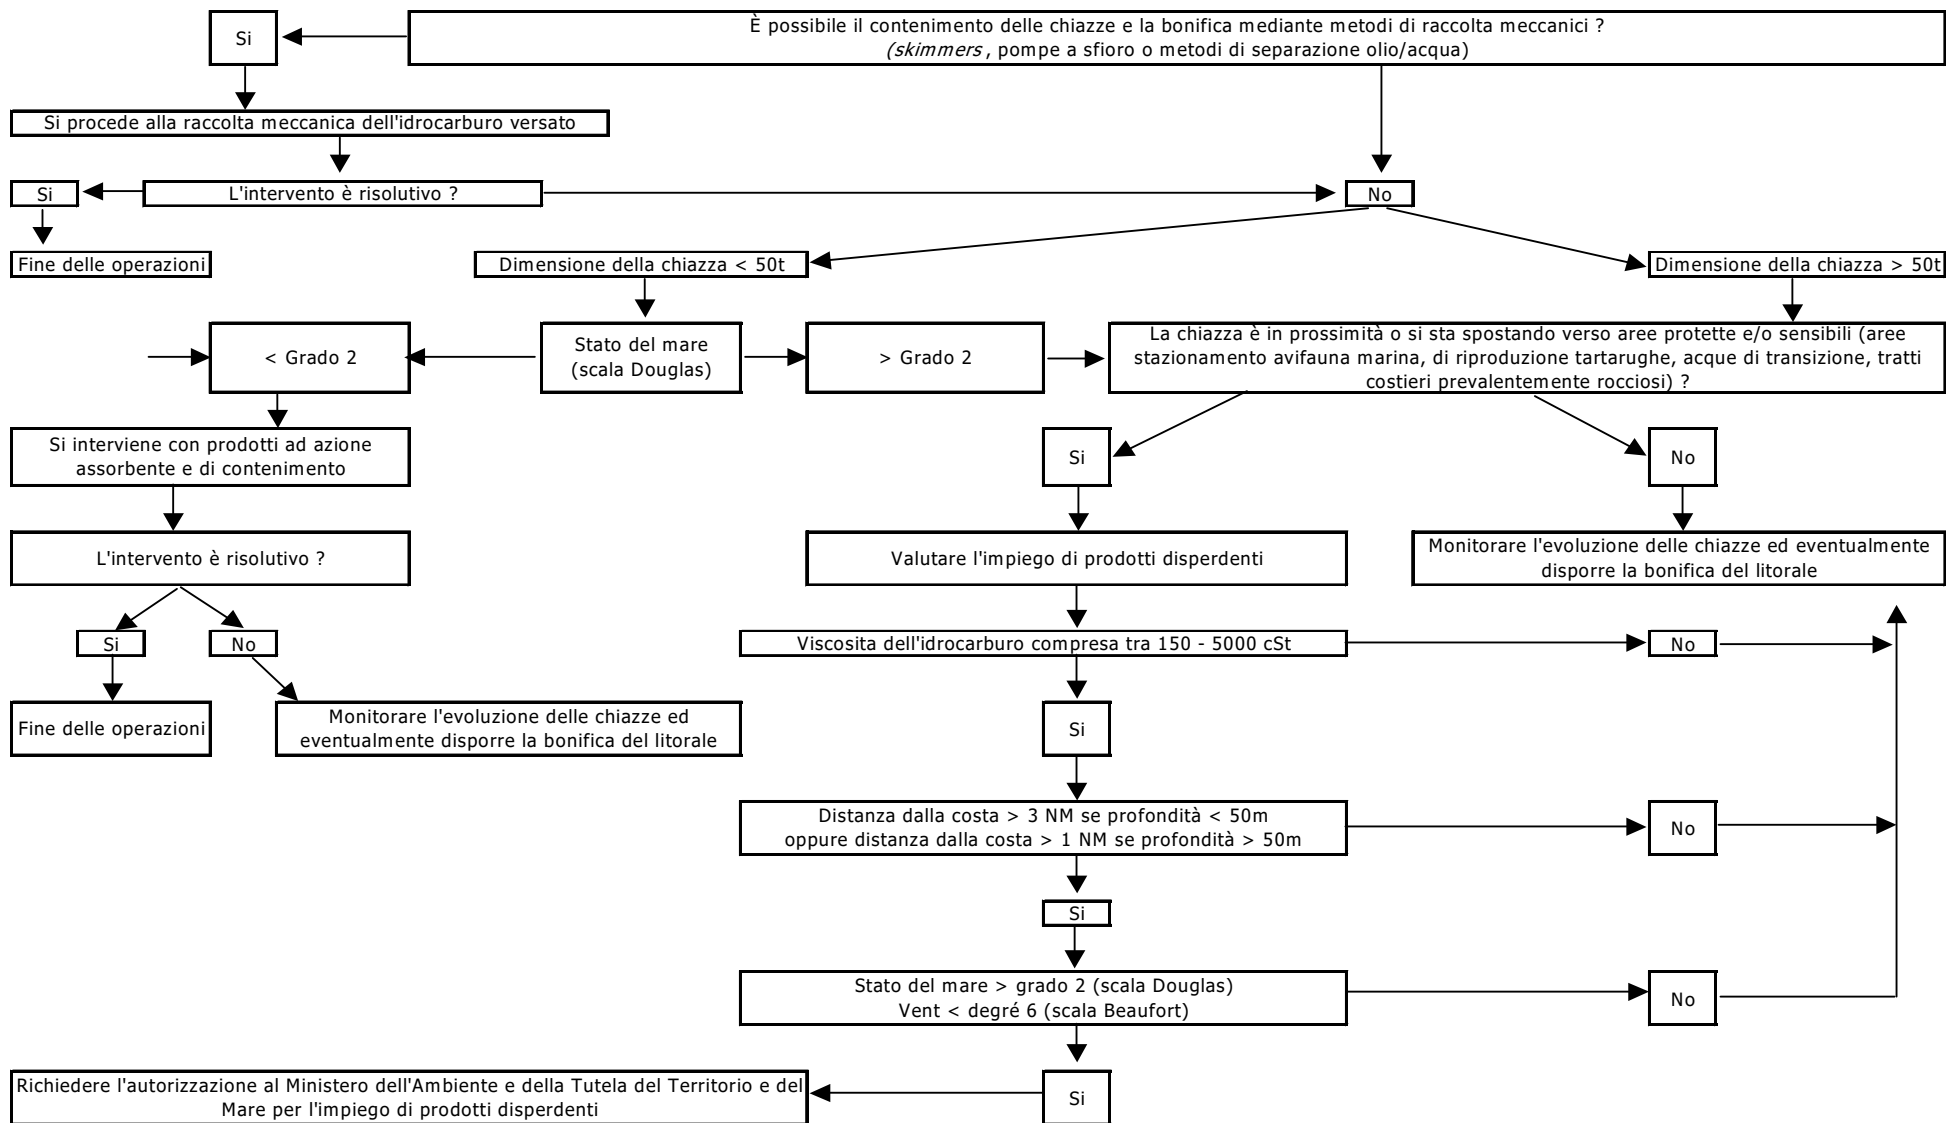 È possibile il contenimento delle chiazze e la bonifica mediante metodi di raccolta meccanici ?
(skimmers, pompe a sfioro o metodi di separazione olio/acqua)
Si
Si procede alla raccolta meccanica dell'idrocarburo versato
Si
L'intervento è risolutivo ?
No
Fine delle operazioni
Dimensione della chiazza < 50t
Dimensione della chiazza > 50t
< Grado 2
Stato del mare
(scala Douglas)
> Grado 2
La chiazza è in prossimità o si sta spostando verso aree protette e/o sensibili (aree
stazionamento avifauna marina, di riproduzione tartarughe, acque di transizione, tratti
costieri prevalentemente rocciosi) ?
Si interviene con prodotti ad azione
assorbente e di contenimento
Si
No
L'intervento è risolutivo ?
Valutare l'impiego di prodotti disperdenti
Monitorare l'evoluzione delle chiazze ed eventualmente
disporre la bonifica del litorale
Si
No
Viscosita dell'idrocarburo compresa tra 150 - 5000 cSt
No
Fine delle operazioni
Monitorare l'evoluzione delle chiazze ed
eventualmente disporre la bonifica del litorale
Si
Distanza dalla costa > 3 NM se profondità < 50m
oppure distanza dalla costa > 1 NM se profondità > 50m
No
Si
Stato del mare > grado 2 (scala Douglas)
Vent < degré 6 (scala Beaufort)
No
Richiedere l'autorizzazione al Ministero dell'Ambiente e della Tutela del Territorio e del
Mare per l'impiego di prodotti disperdenti
Si